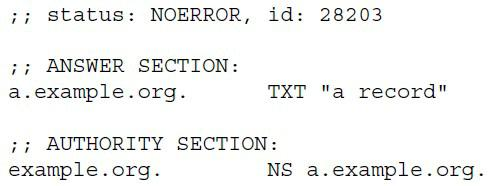 ;; status: NOERROR, id: 28203
;; ANSWER SECTION:
a.example.org. TXT "a record"
;; AUTHORITY SECTION:
example.org. NS a.example.org.